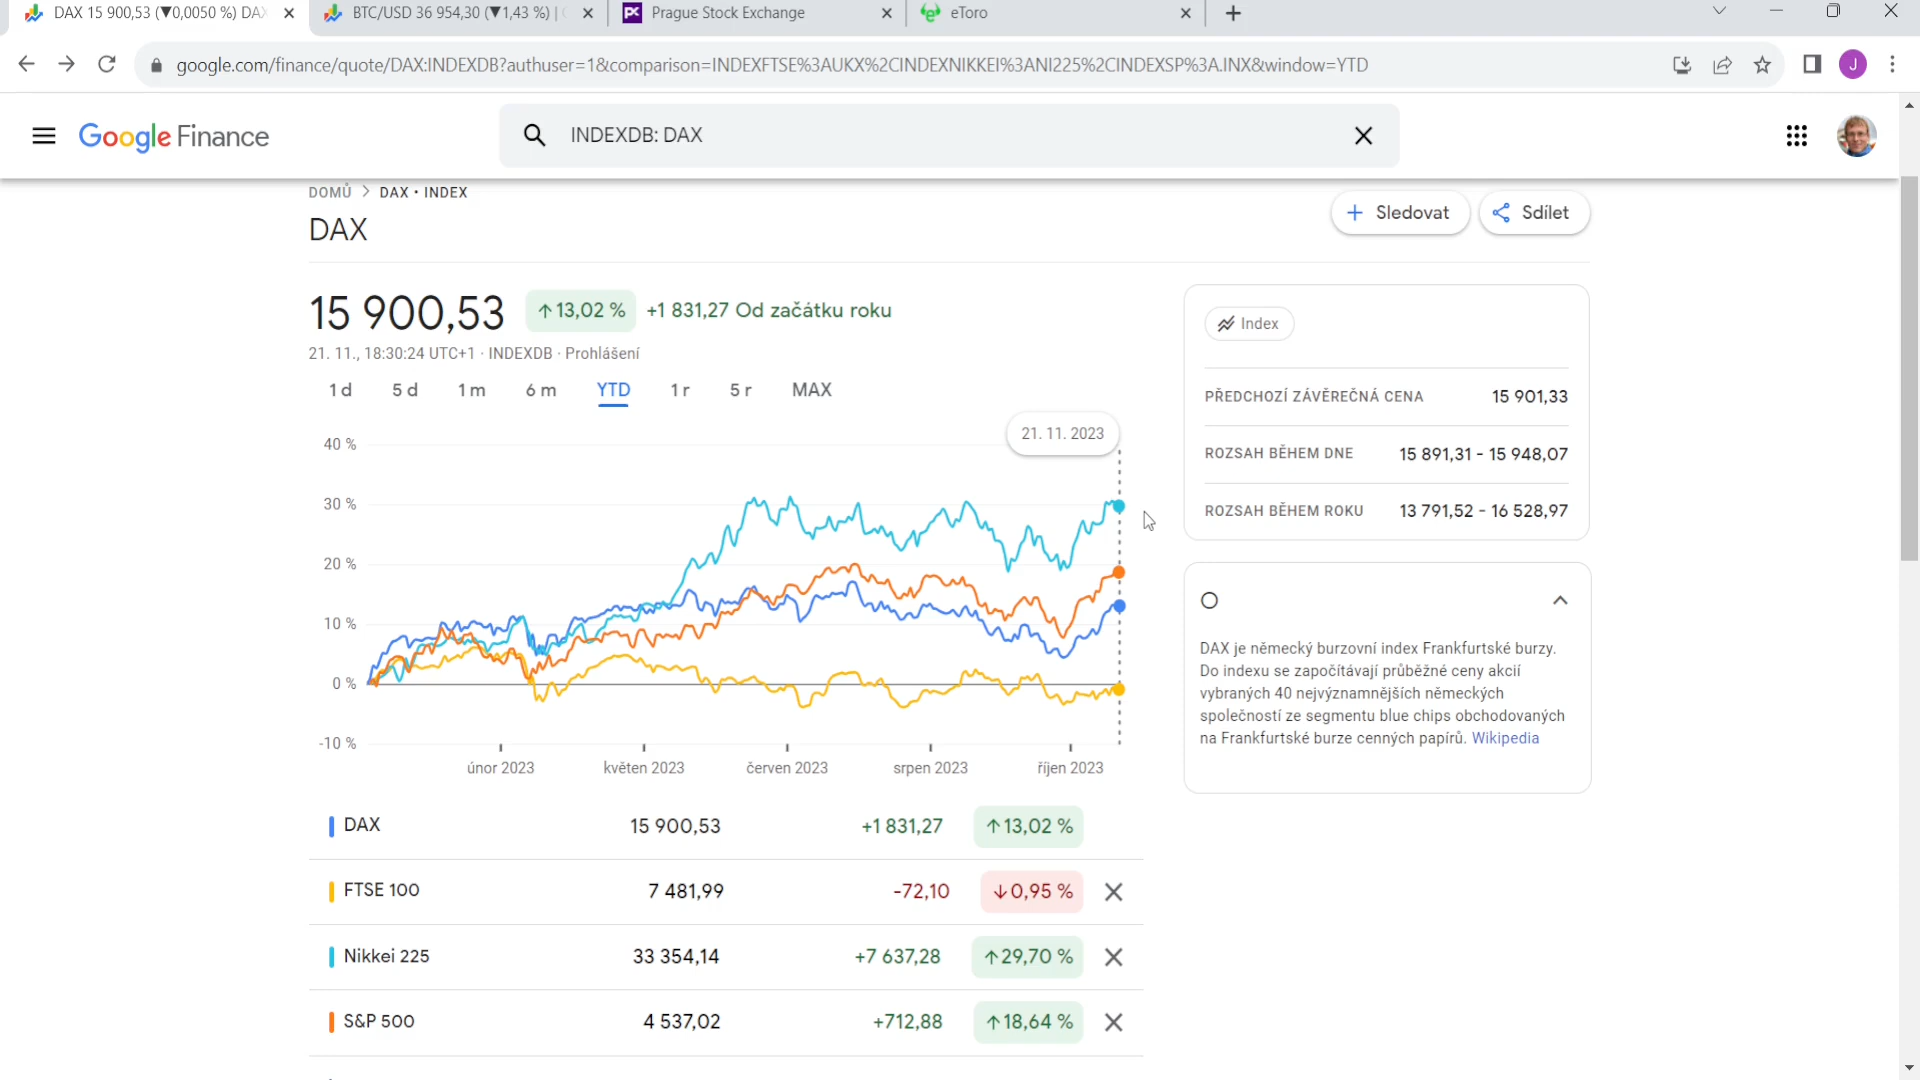 DAX 15 900,53 (▼0,0050 %) DAX
BTC/USD 36 954,30 (▼1,43 %) |
Prague Stock Exchange
eToro
google.com/finance/quote/DAX:INDEXDB?authuser=1&comparison=INDEXFTSE%3AUKX%2CINDEXNIKKEI%3ANI225%2CINDEXSP%3A.INX&window=YTD
J
Google Finance
INDEXDB: DAX
DOMŮ > DAX • INDEX
DAX
+ Sledovat
Sdílet
15 900,53 ↑13,02 % +1 831,27 Od začátku roku
21. 11., 18:30:24 UTC+1 · INDEXDB · Prohlášení
1 d 5 d 1 m 6 m YTD 1 r 5 r MAX
21. 11. 2023
40 %
30 %
20 %
10 %
0 %
-10 %
únor 2023 květen 2023 červen 2023 srpen 2023 říjen 2023
DAX 15 900,53 +1 831,27 ↑13,02 %
FTSE 100 7 481,99 -72,10 ↓0,95 %
Nikkei 225 33 354,14 +7 637,28 ↑29,70 %
S&P 500 4 537,02 +712,88 ↑18,64 %
Index
PŘEDCHOZÍ ZÁVĚREČNÁ CENA 15 901,33
ROZSAH BĚHEM DNE 15 891,31 - 15 948,07
ROZSAH BĚHEM ROKU 13 791,52 - 16 528,97
O
DAX je německý burzovní index Frankfurtské burzy.
Do indexu se započítávají průběžné ceny akcií
vybraných 40 nejvýznamnějších německých
společností ze segmentu blue chips obchodovaných
na Frankfurtské burze cenných papírů. Wikipedia